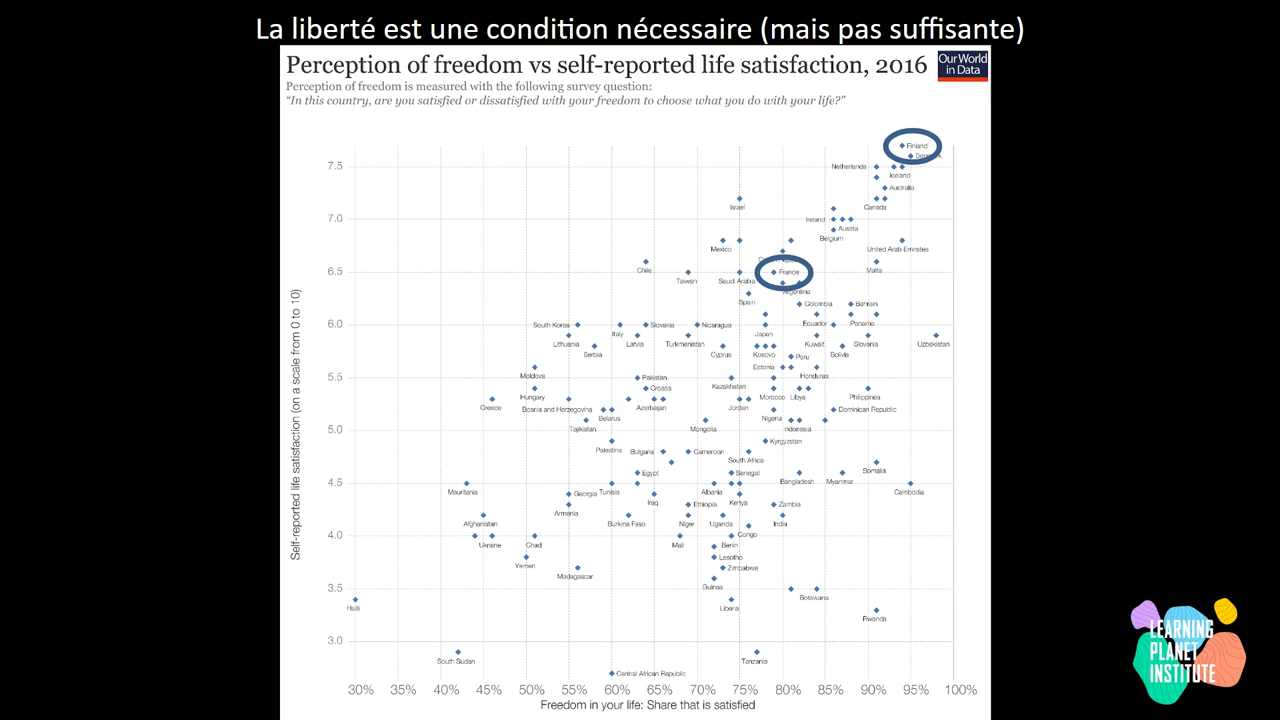 La liberté est une condition nécessaire (mais pas suffisante)
Perception of freedom vs self-reported life satisfaction, 2016
Our World
in Data
Perception of freedom is measured with the following survey question:
"In this country, are you satisfied or dissatisfied with your freedom to choose what you do with your life?"
Finland
Netherlands
7.5
Iceland
Australia
Israel
Canada
7.0
Ireland
Austria
Belgium
Mexico
United Arab Emirates
Chile
6.5
Taiwan
Saudi Arabia
France
Malta
Argentina
Spain
Colombia
Bahrain
6.0
South Korea
Italy
Slovakia
Nicaragua
Ecuador
Panama
Lithuania
Latvia
Turkmenistan
Japan
Kuwait
Slovenia
Uzbekistan
Serbia
Cyprus
Kosovo
Peru
Bolivia
Moldova
Estonia
Honduras
5.5
Pakistan
Croatia
Kazakhstan
Hungary
Morocco
Libya
Philippines
Greece
Bosnia and Herzegovina
Azerbaijan
Jordan
Dominican Republic
Belarus
Nigeria
5.0
Tajikistan
Mongolia
Indonesia
Palestine
Bulgaria
Cameroon
Kyrgyzstan
South Africa
Somalia
4.5
Egypt
Senegal
Bangladesh
Myanmar
Mauritania
Georgia
Tunisia
Albania
Cambodia
Armenia
Iraq
Ethiopia
Kenya
Zambia
Afghanistan
Burkina Faso
Niger
Uganda
India
4.0
Ukraine
Chad
Mali
Benin
Congo
Yemen
Lesotho
Madagascar
Zimbabwe
3.5
Guinea
Botswana
Haiti
Liberia
Rwanda
3.0
South Sudan
Tanzania
Central African Republic
30% 35% 40% 45% 50% 55% 60% 65% 70% 75% 80% 85% 90% 95% 100%
Freedom in your life: Share that is satisfied
Self-reported life satisfaction (on a scale from 0 to 10)
LEARNING
PLANET
INSTITUTE